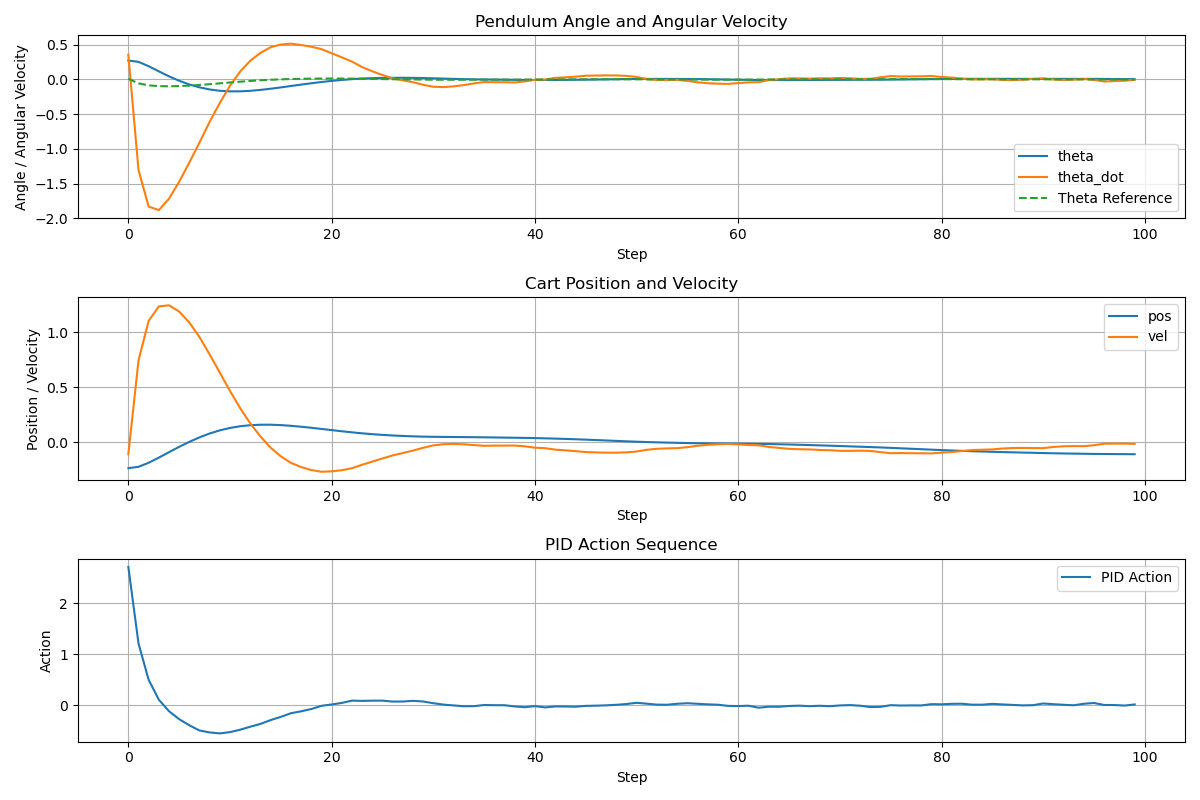 Pendulum Angle and Angular Velocity
Angle / Angular Velocity
0.5
0.0
−0.5
−1.0
−1.5
−2.0
theta
theta_dot
Theta Reference
0 20 40 60 80 100
Step
Cart Position and Velocity
Position / Velocity
1.0
0.5
0.0
pos
vel
0 20 40 60 80 100
Step
PID Action Sequence
Action
2
1
0
PID Action
0 20 40 60 80 100
Step